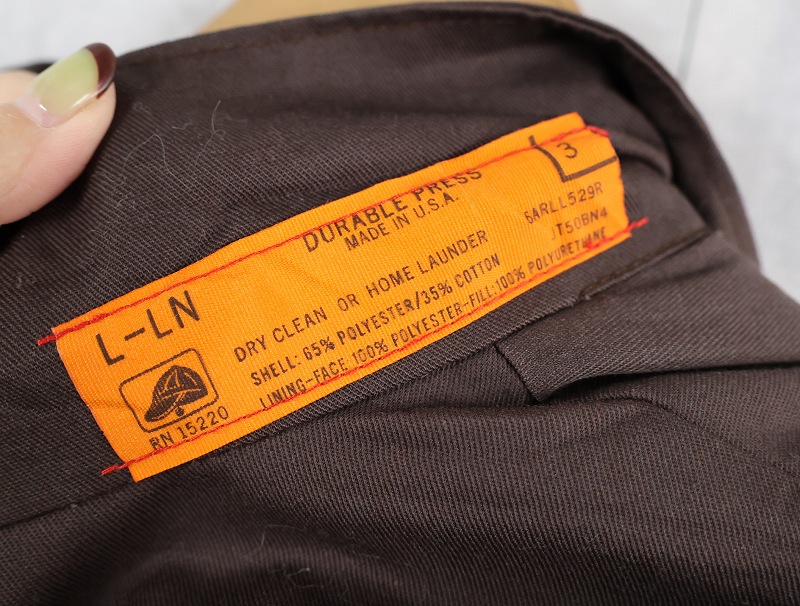 3
DURABLE PRESS
MADE IN U.S.A.
6ARLL529R
JT50BN4
L-LN
DRY CLEAN OR HOME LAUNDER
SHELL: 65% POLYESTER/35% COTTON
LINING-FACE 100% POLYESTER-FILL:100% POLYURETHANE
RN 15220